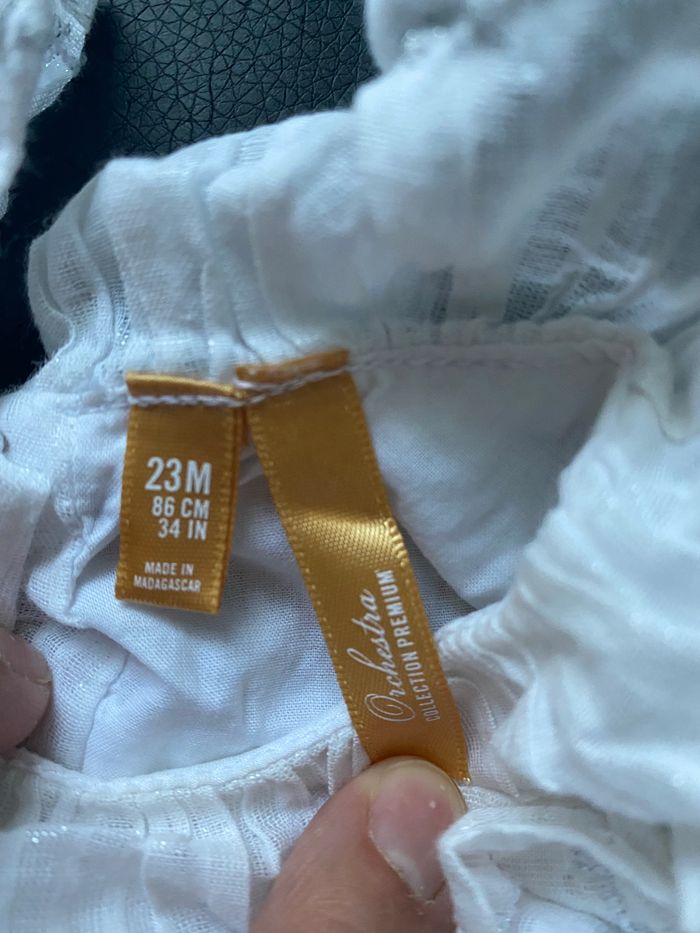 23M
86 CM
34 IN
MADE IN
MADAGASCAR
Orchestra
COLLECTION PREMIUM